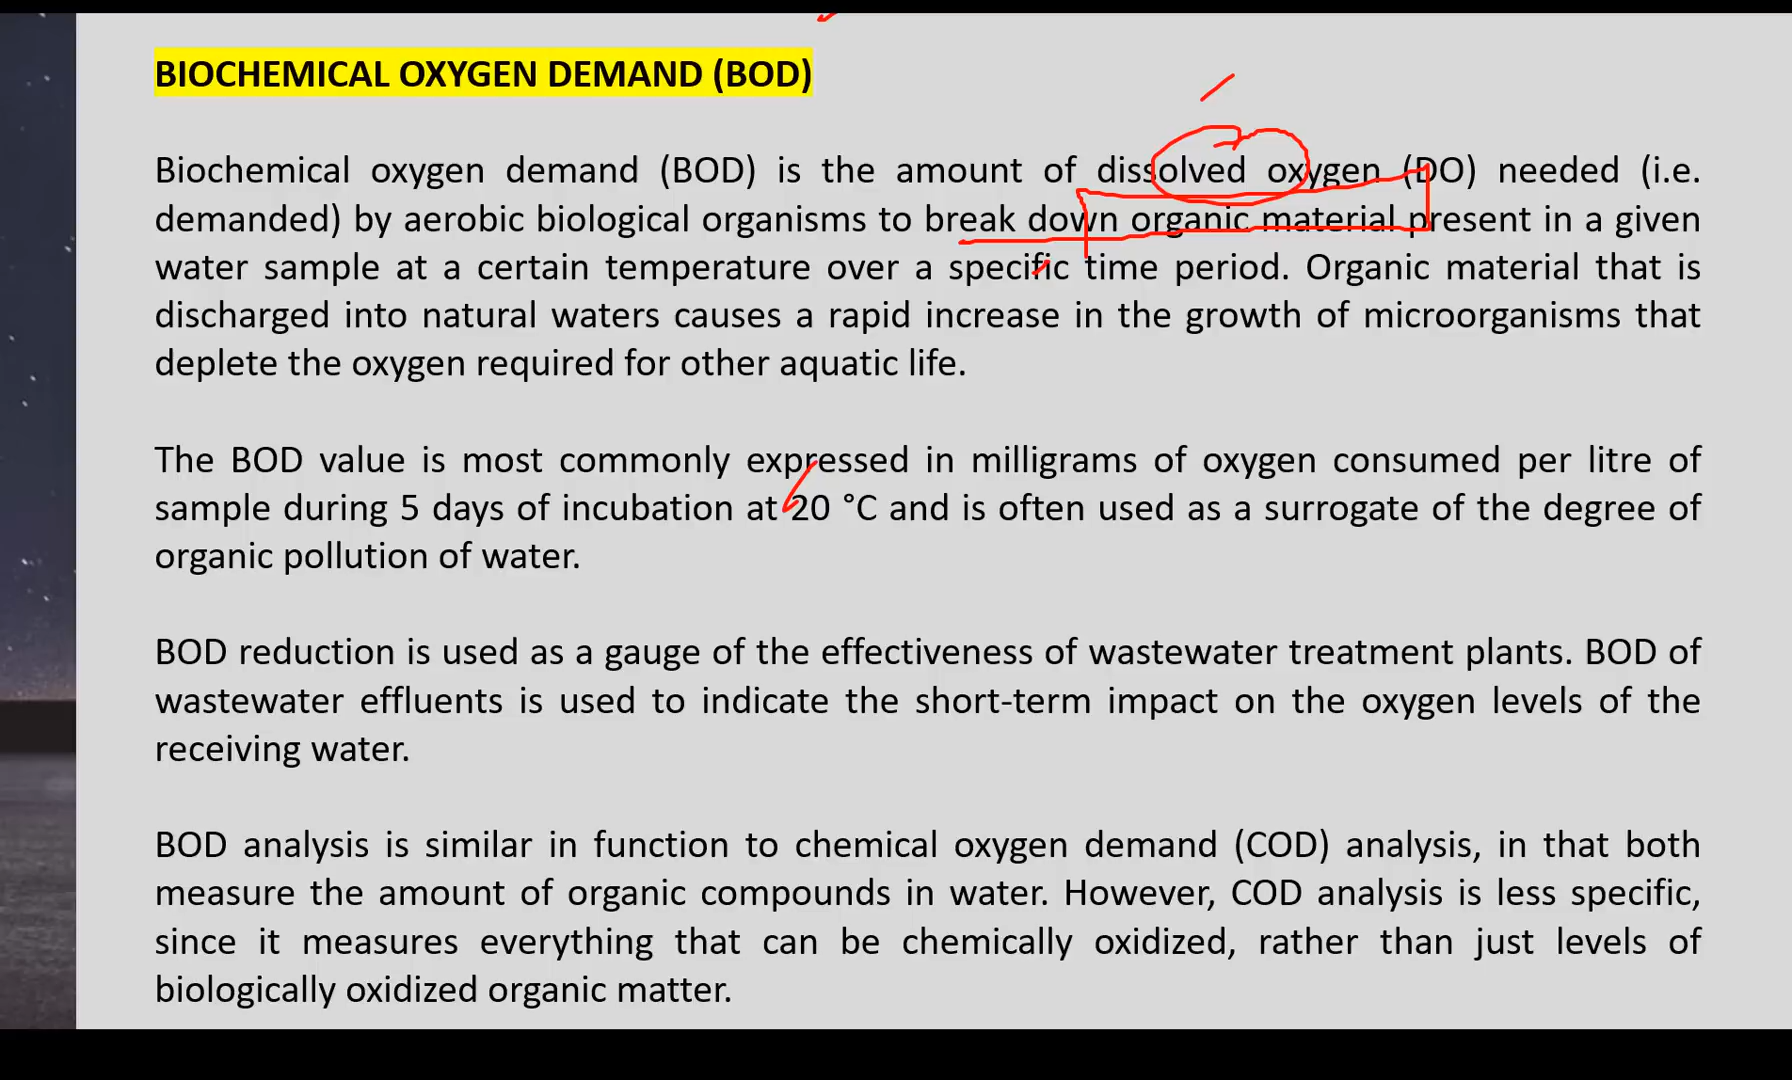 BIOCHEMICAL OXYGEN DEMAND (BOD)
Biochemical oxygen demand (BOD) is the amount of dissolved oxygen (DO) needed (i.e.
demanded) by aerobic biological organisms to break down organic material present in a given
water sample at a certain temperature over a specific time period. Organic material that is
discharged into natural waters causes a rapid increase in the growth of microorganisms that
deplete the oxygen required for other aquatic life.
The BOD value is most commonly expressed in milligrams of oxygen consumed per litre of
sample during 5 days of incubation at 20 °C and is often used as a surrogate of the degree of
organic pollution of water.
BOD reduction is used as a gauge of the effectiveness of wastewater treatment plants. BOD of
wastewater effluents is used to indicate the short-term impact on the oxygen levels of the
receiving water.
BOD analysis is similar in function to chemical oxygen demand (COD) analysis, in that both
measure the amount of organic compounds in water. However, COD analysis is less specific,
since it measures everything that can be chemically oxidized, rather than just levels of
biologically oxidized organic matter.